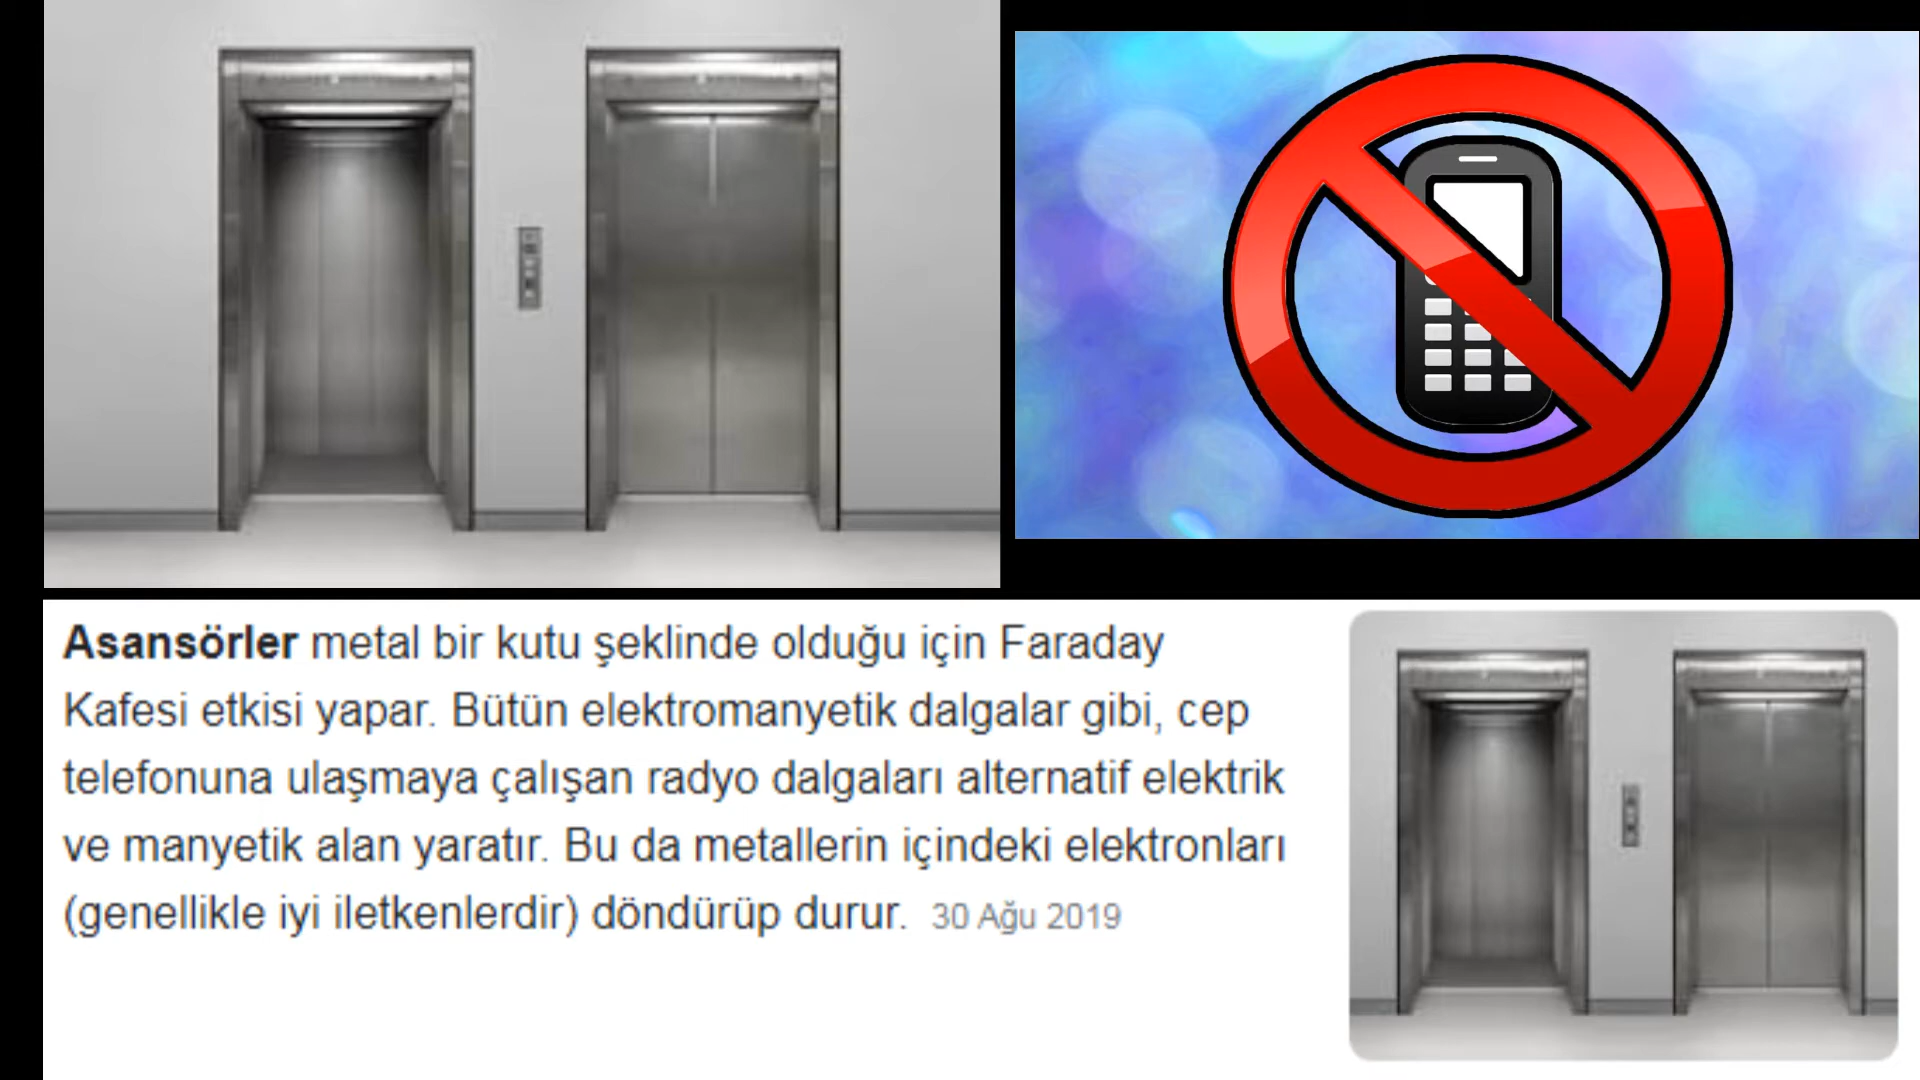 Asansörler metal bir kutu şeklinde olduğu için Faraday
Kafesi etkisi yapar. Bütün elektromanyetik dalgalar gibi, cep
telefonuna ulaşmaya çalışan radyo dalgaları alternatif elektrik
ve manyetik alan yaratır. Bu da metallerin içindeki elektronları
(genellikle iyi iletkenlerdir) döndürüp durur. 30 Ağu 2019